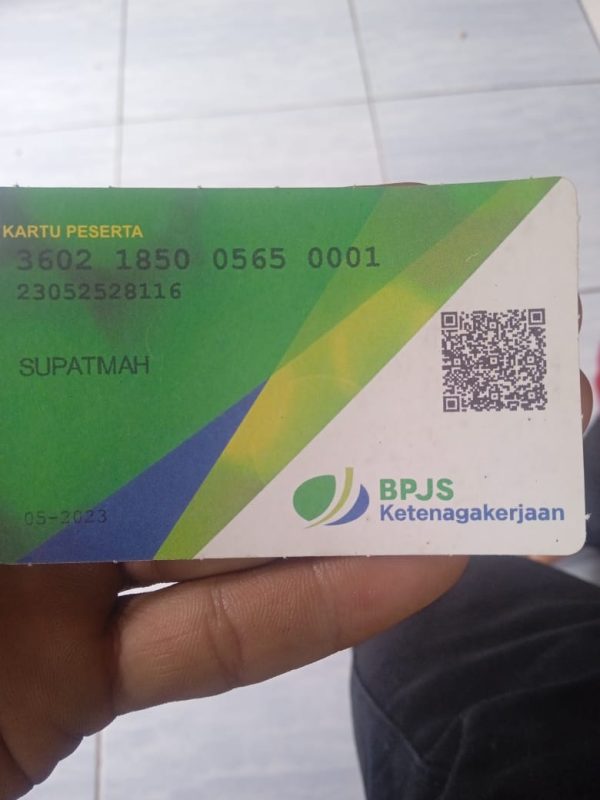 KARTU PESERTA
3602 1850 0565 0001
23052528116
SUPATMAH
05-2023
BPJS
Ketenagakerjaan